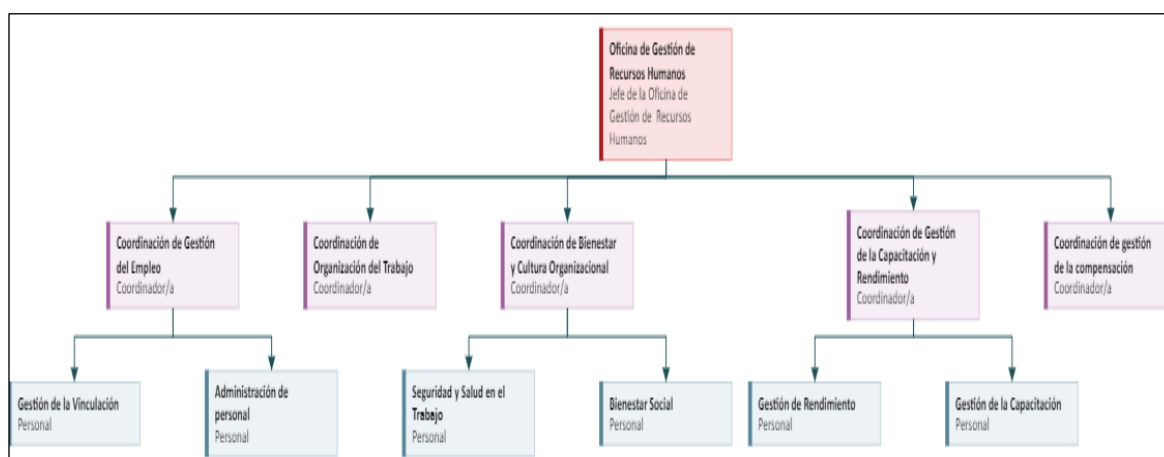 Oficina de Gestión de
Recursos Humanos
Jefe de la Oficina de
Gestión de Recursos
Humanos
Coordinación de Gestión
del Empleo
Coordinador/a
Coordinación de
Organización del Trabajo
Coordinador/a
Coordinación de Bienestar
y Cultura Organizacional
Coordinador/a
Coordinación de Gestión
de la Capacitación y
Rendimiento
Coordinador/a
Coordinación de gestión
de la compensación
Coordinador/a
Gestión de la Vinculación
Personal
Administración de
personal
Personal
Seguridad y Salud en el
Trabajo
Personal
Bienestar Social
Personal
Gestión de Rendimiento
Personal
Gestión de la Capacitación
Personal